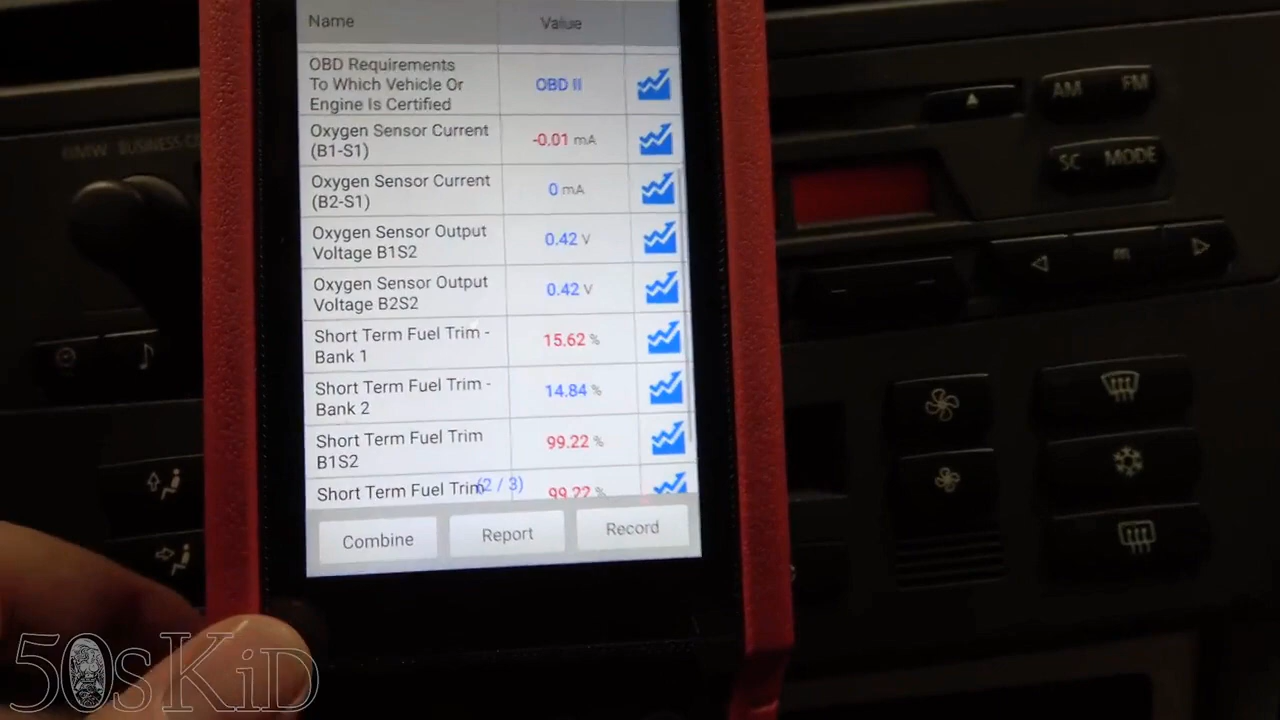 Name Value
OBD Requirements
To Which Vehicle Or
Engine Is Certified
OBD II
Oxygen Sensor Current
(B1-S1)
-0.01 mA
Oxygen Sensor Current
(B2-S1)
0 mA
Oxygen Sensor Output
Voltage B1S2
0.42 V
Oxygen Sensor Output
Voltage B2S2
0.42 V
Short Term Fuel Trim -
Bank 1
15.62 %
Short Term Fuel Trim -
Bank 2
14.84 %
Short Term Fuel Trim
B1S2
99.22 %
Short Term Fuel Trim
(2 / 3)
99.22 %
Combine Report Record
BMW BUSINESS
AM FM
SC MODE
m
50sKiD